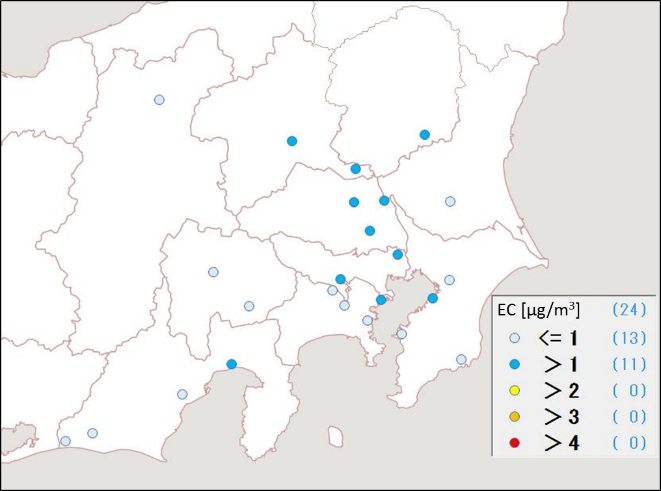 EC [μg/m³] (24)
<= 1 (13)
> 1 (11)
> 2 ( 0)
> 3 ( 0)
> 4 ( 0)